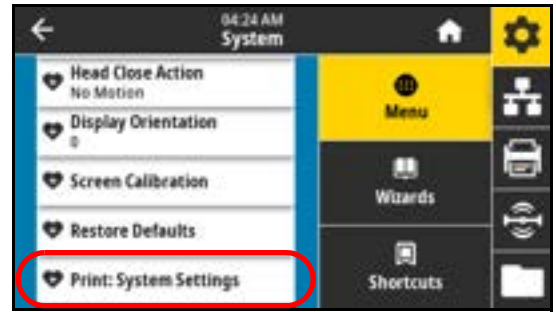 04:24 AM
System
Head Close Action
No Motion
Display Orientation
0
Screen Calibration
Restore Defaults
Print: System Settings
Menu
Wizards
Shortcuts